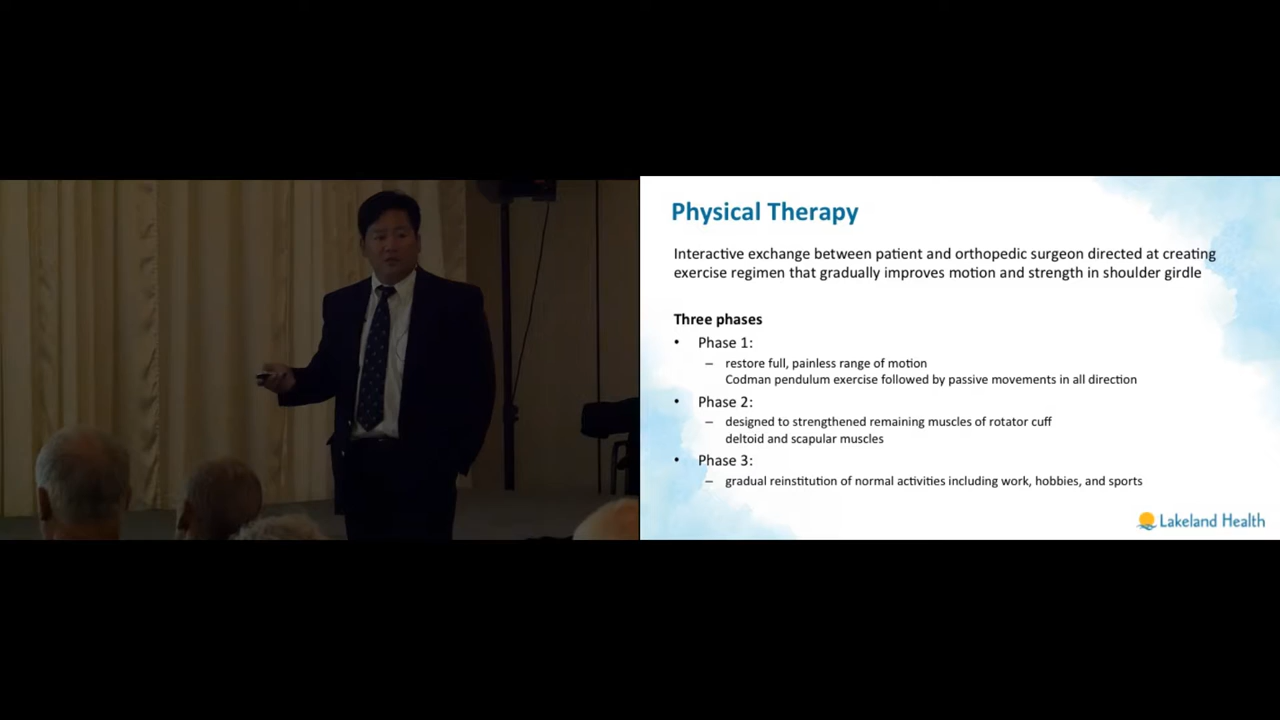 Physical Therapy
Interactive exchange between patient and orthopedic surgeon directed at creating
exercise regimen that gradually improves motion and strength in shoulder girdle
Three phases
• Phase 1:
– restore full, painless range of motion
Codman pendulum exercise followed by passive movements in all direction
• Phase 2:
– designed to strengthened remaining muscles of rotator cuff
deltoid and scapular muscles
• Phase 3:
– gradual reinstitution of normal activities including work, hobbies, and sports
Lakeland Health